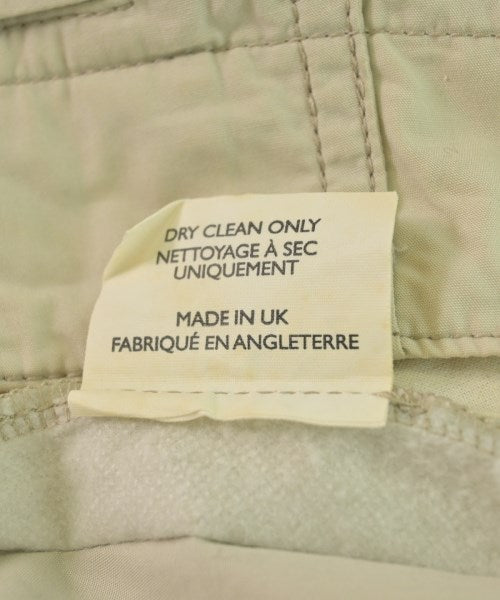 DRY CLEAN ONLY
NETTOYAGE À SEC
UNIQUEMENT
MADE IN UK
FABRIQUÉ EN ANGLETERRE